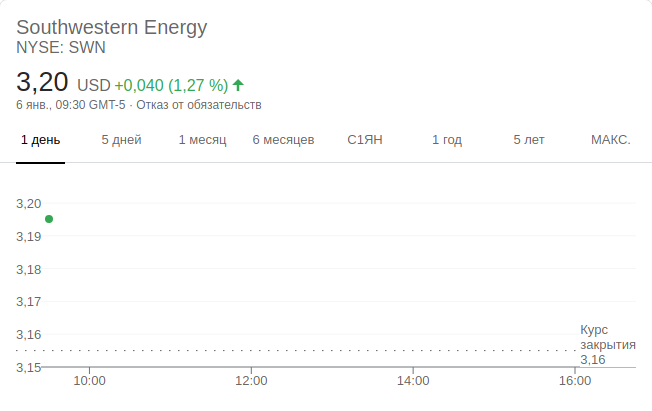 Southwestern Energy
NYSE: SWN
3,20 USD +0,040 (1,27 %)
6 янв., 09:30 GMT-5 · Отказ от обязательств
1 день 5 дней 1 месяц 6 месяцев С1ЯН 1 год 5 лет МАКС.
3,20
3,19
3,18
3,17
3,16
Курс
закрытия
3,16
3,15
10:00 12:00 14:00 16:00